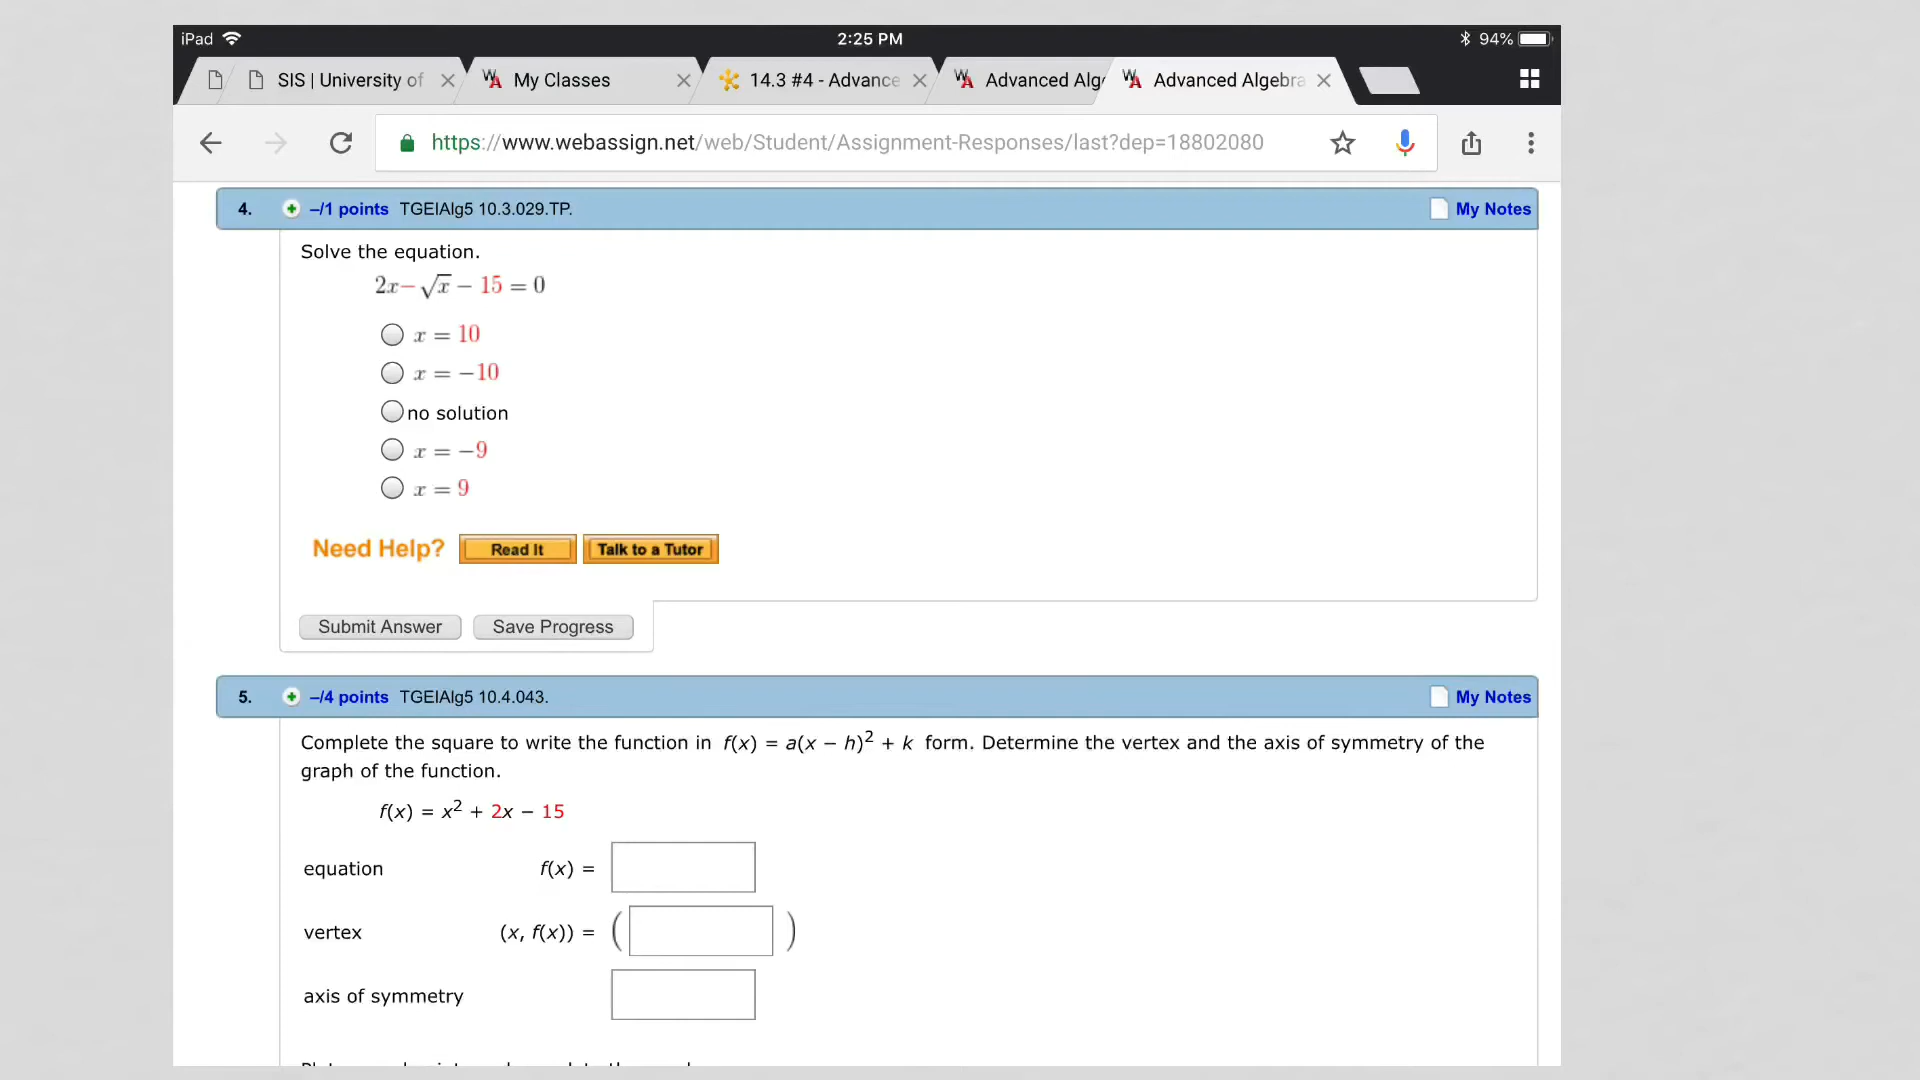 iPad 2:25 PM 94%
SIS | University of My Classes 14.3 #4 - Advance Advanced Alg Advanced Algebra
https://www.webassign.net/web/Student/Assignment-Responses/last?dep=18802080
4. –/1 points TGEIAlg5 10.3.029.TP. My Notes
Solve the equation.
2x− √x − 15 = 0
x = 10
x = −10
no solution
x = −9
x = 9
Need Help? Read It Talk to a Tutor
Submit Answer Save Progress
5. –/4 points TGEIAlg5 10.4.043. My Notes
Complete the square to write the function in f(x) = a(x − h)² + k form. Determine the vertex and the axis of symmetry of the
graph of the function.
f(x) = x² + 2x − 15
equation f(x) =
vertex (x, f(x)) = ( )
axis of symmetry